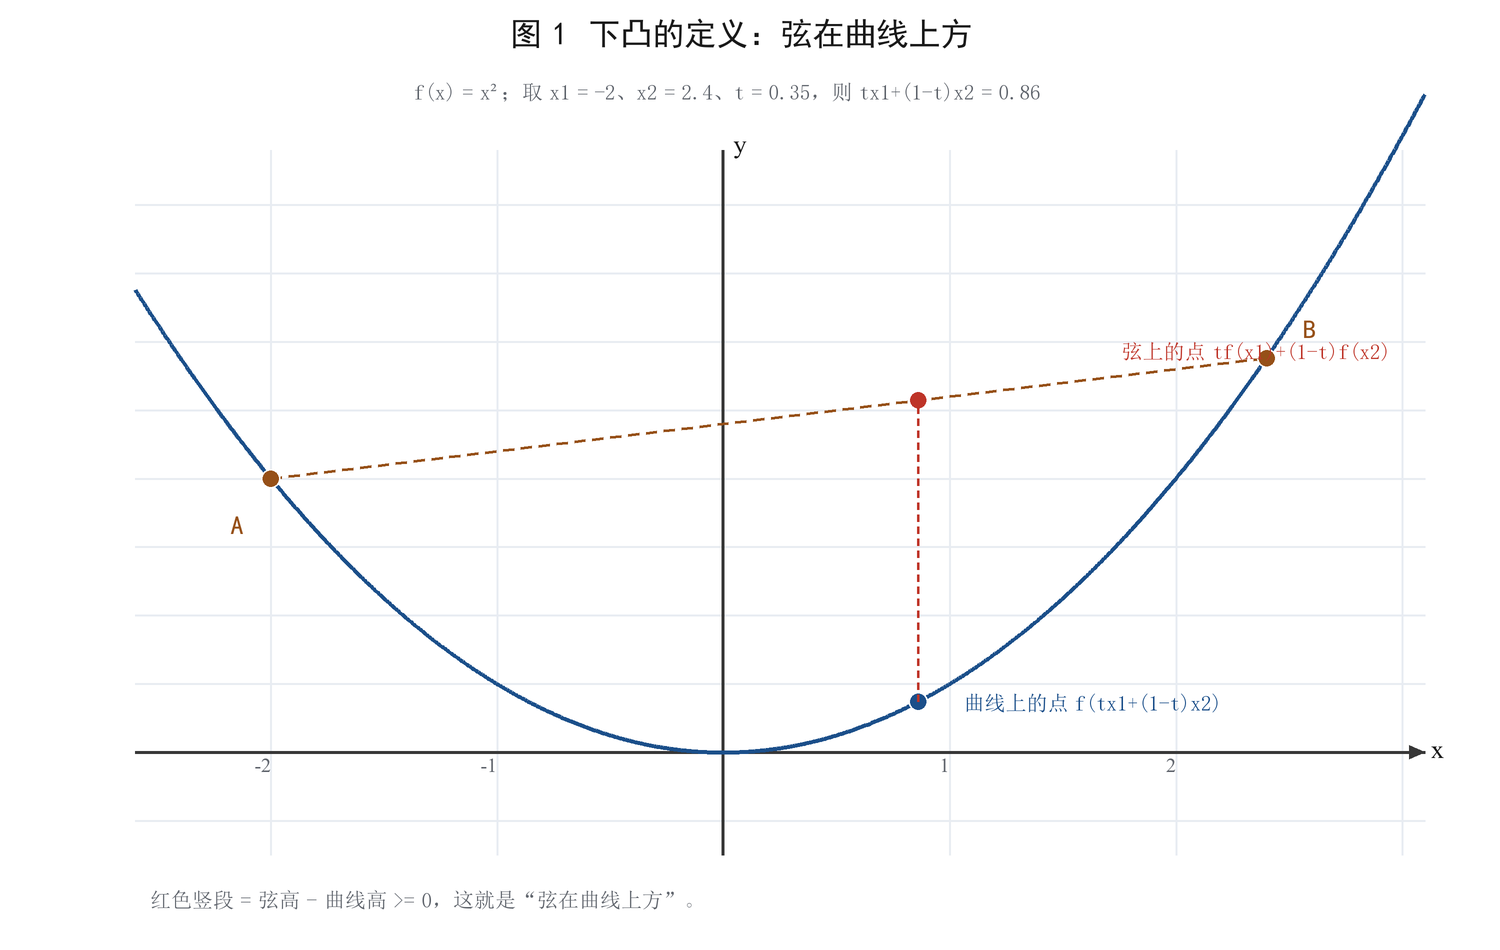 图 1 下凸的定义：弦在曲线上方
f(x) = x²；取 x1 = -2、x2 = 2.4、t = 0.35，则 tx1+(1-t)x2 = 0.86
y
B
弦上的点 tf(x1)+(1-t)f(x2)
A
曲线上的点 f(tx1+(1-t)x2)
x
-2
-1
1
2
红色竖段 = 弦高 - 曲线高 >= 0，这就是“弦在曲线上方”。